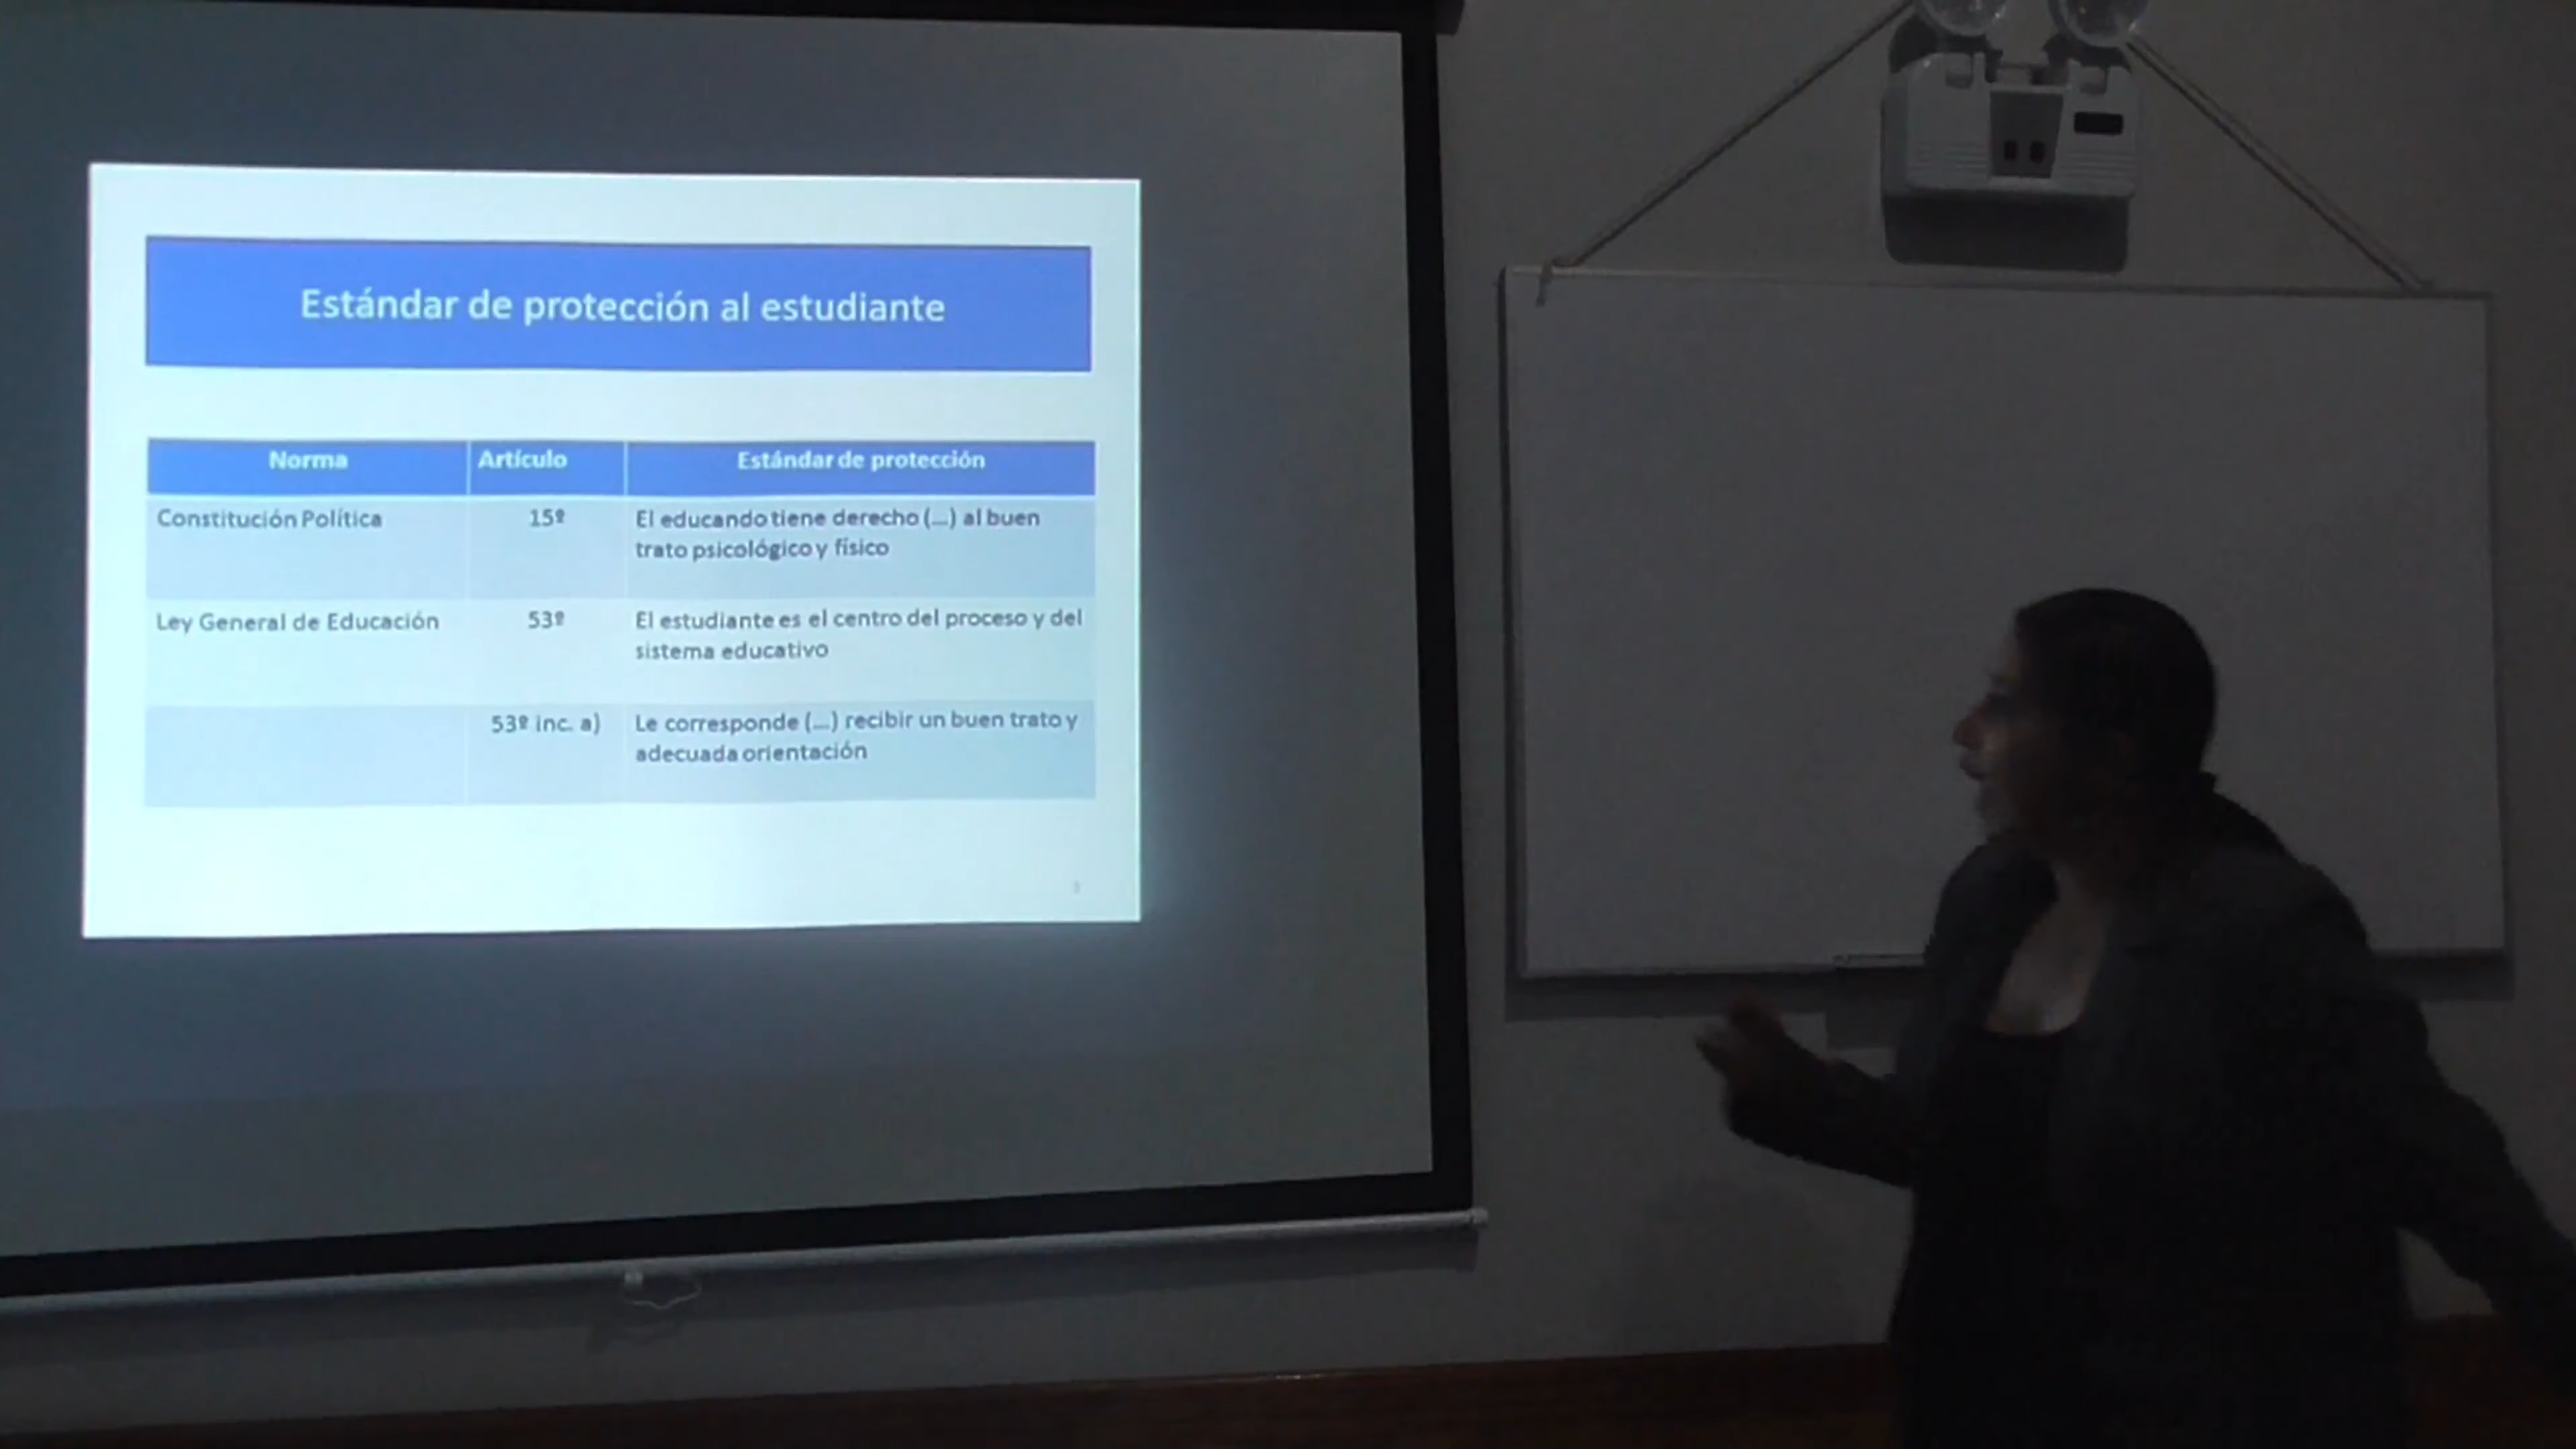 Estándar de protección al estudiante
Norma Artículo Estándar de protección
Constitución Política 15º El educando tiene derecho (...) al buen
trato psicológico y físico
Ley General de Educación 53º El estudiante es el centro del proceso y del
sistema educativo
53º inc. a) Le corresponde (...) recibir un buen trato y
adecuada orientación